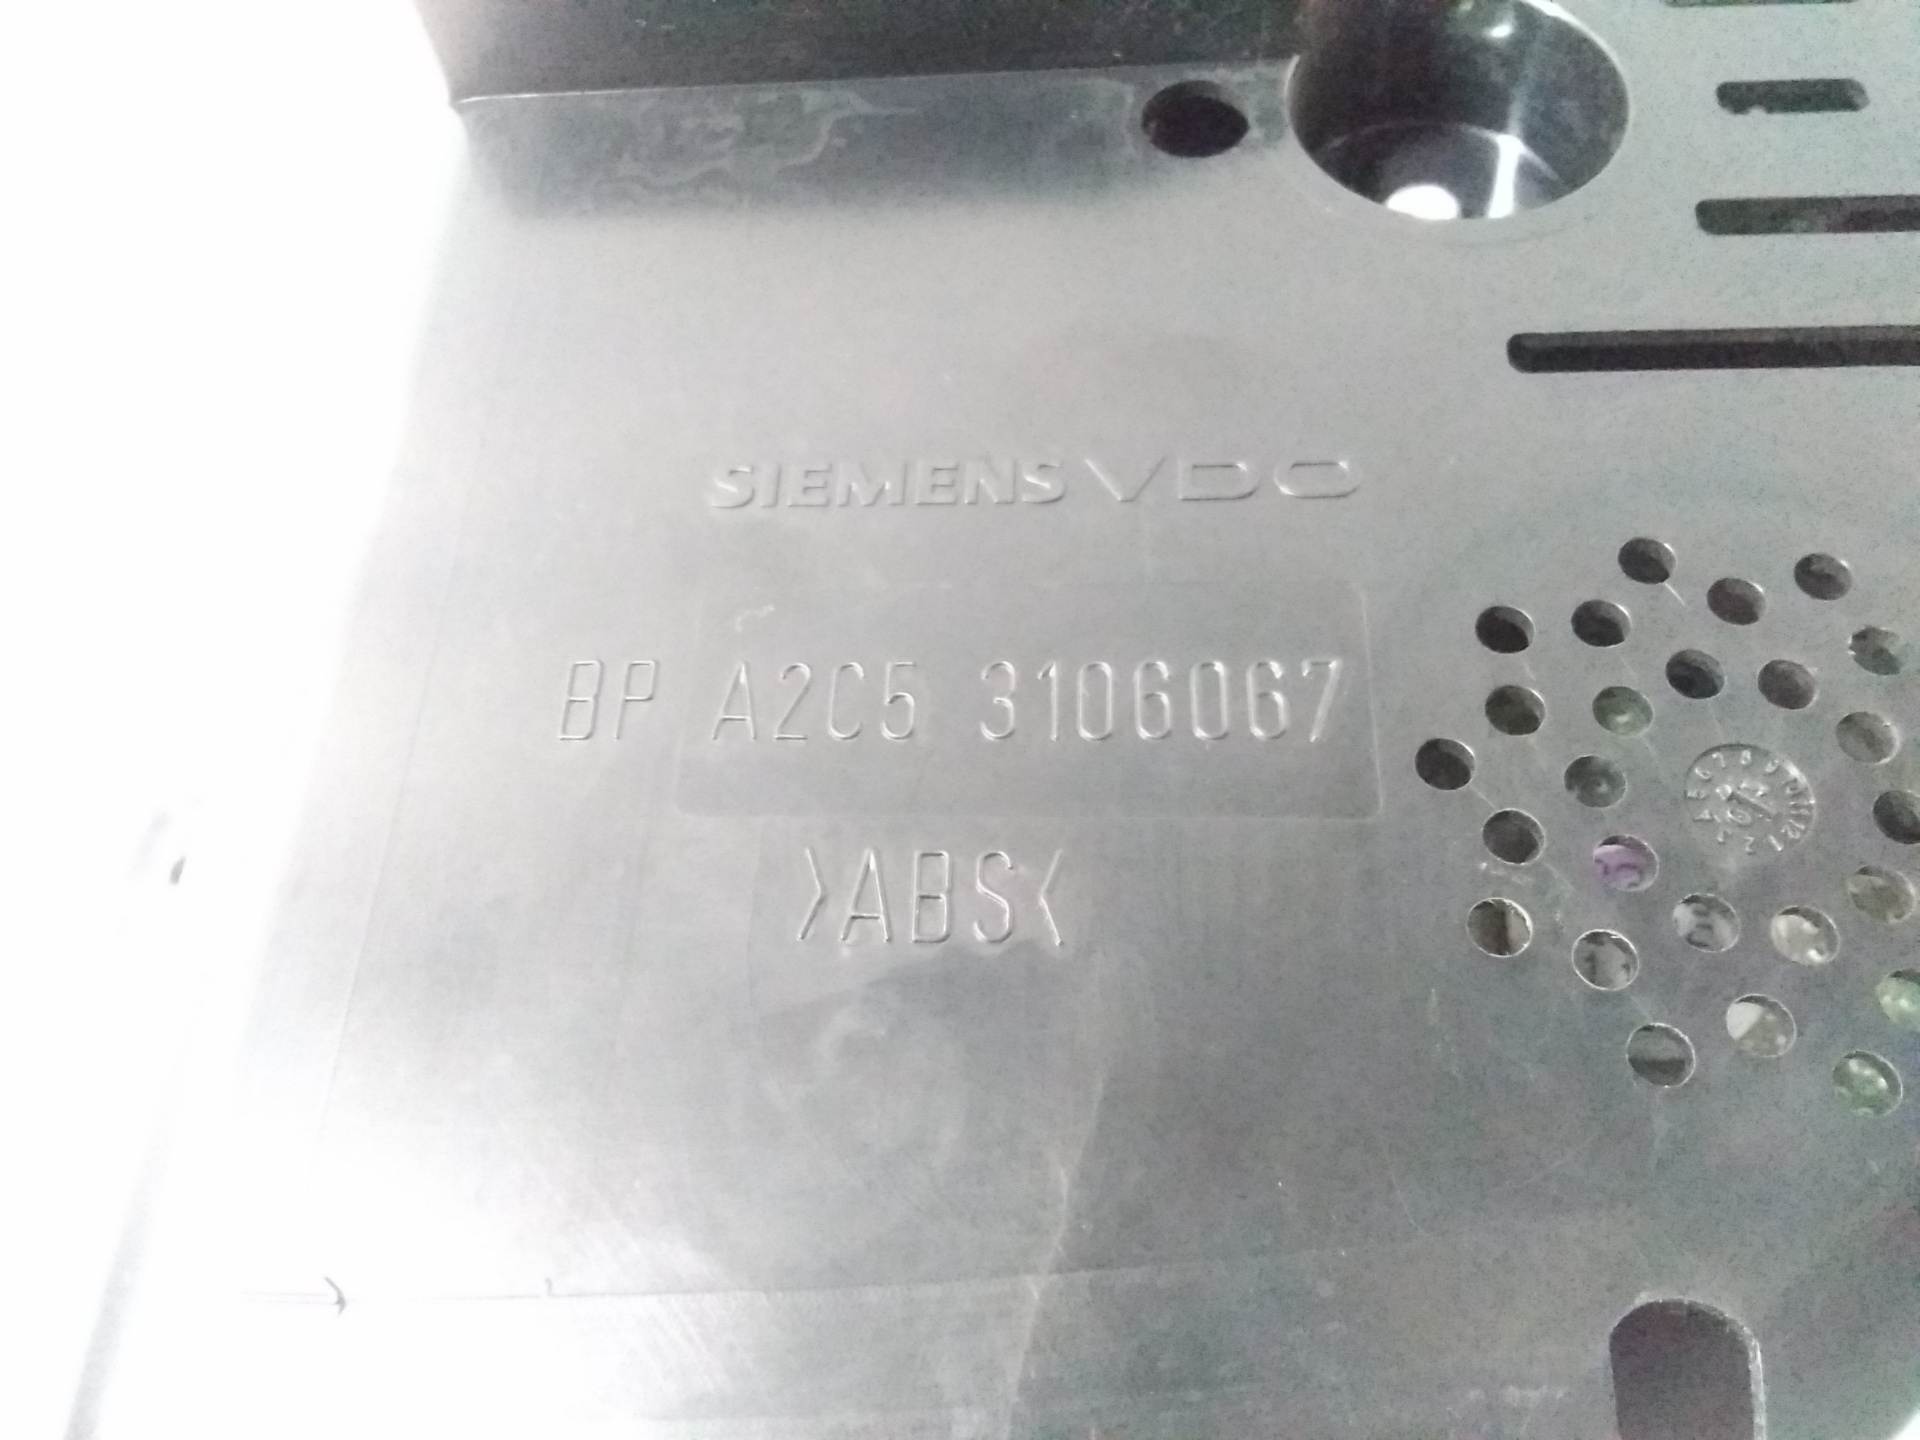 SIEMENS VDO
BP A2C5 3106067
>ABS<